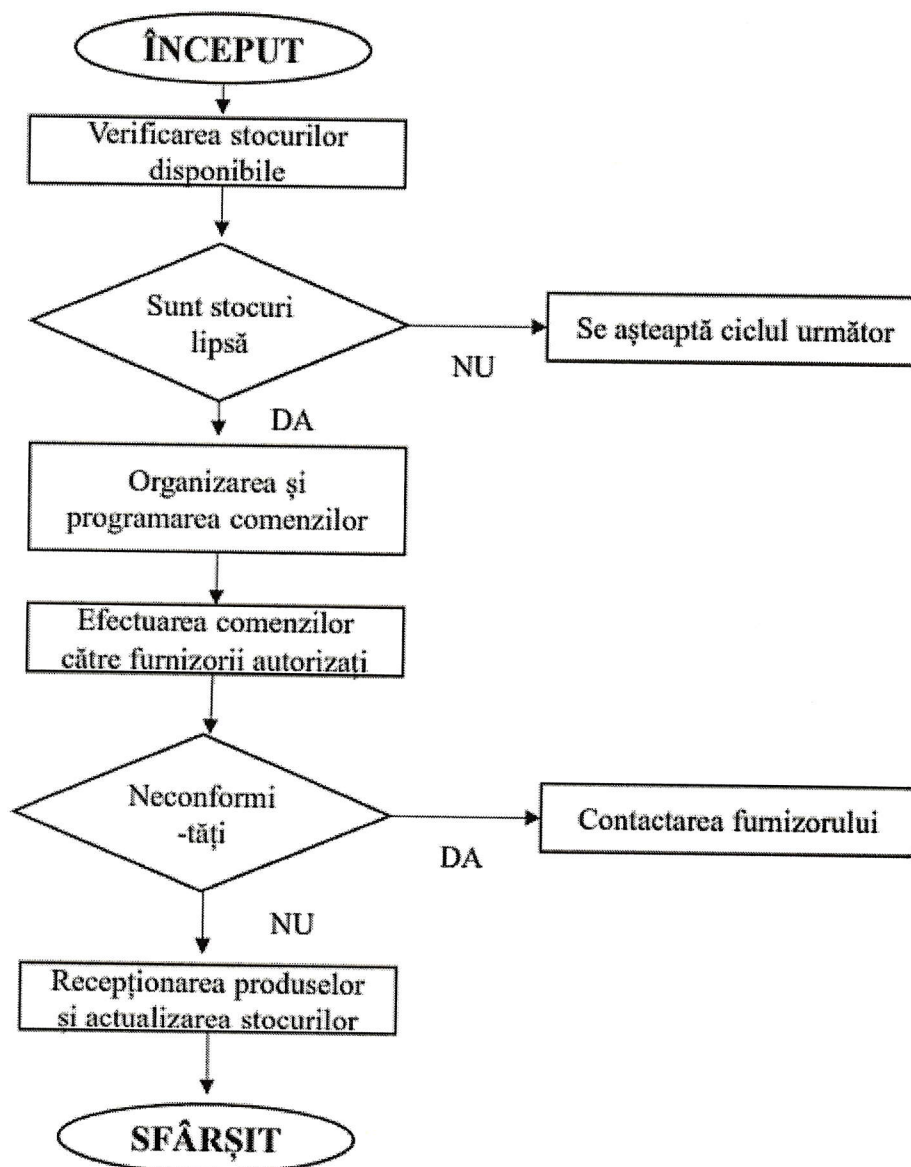 ÎNCEPUT
Verificarea stocurilor
disponibile
Sunt stocuri
lipsă
NU
Se așteaptă ciclul următor
DA
Organizarea și
programarea comenzilor
Efectuarea comenzilor
către furnizorii autorizați
Neconformi
-tăți
DA
Contactarea furnizorului
NU
Recepționarea produselor
și actualizarea stocurilor
SFÂRȘIT